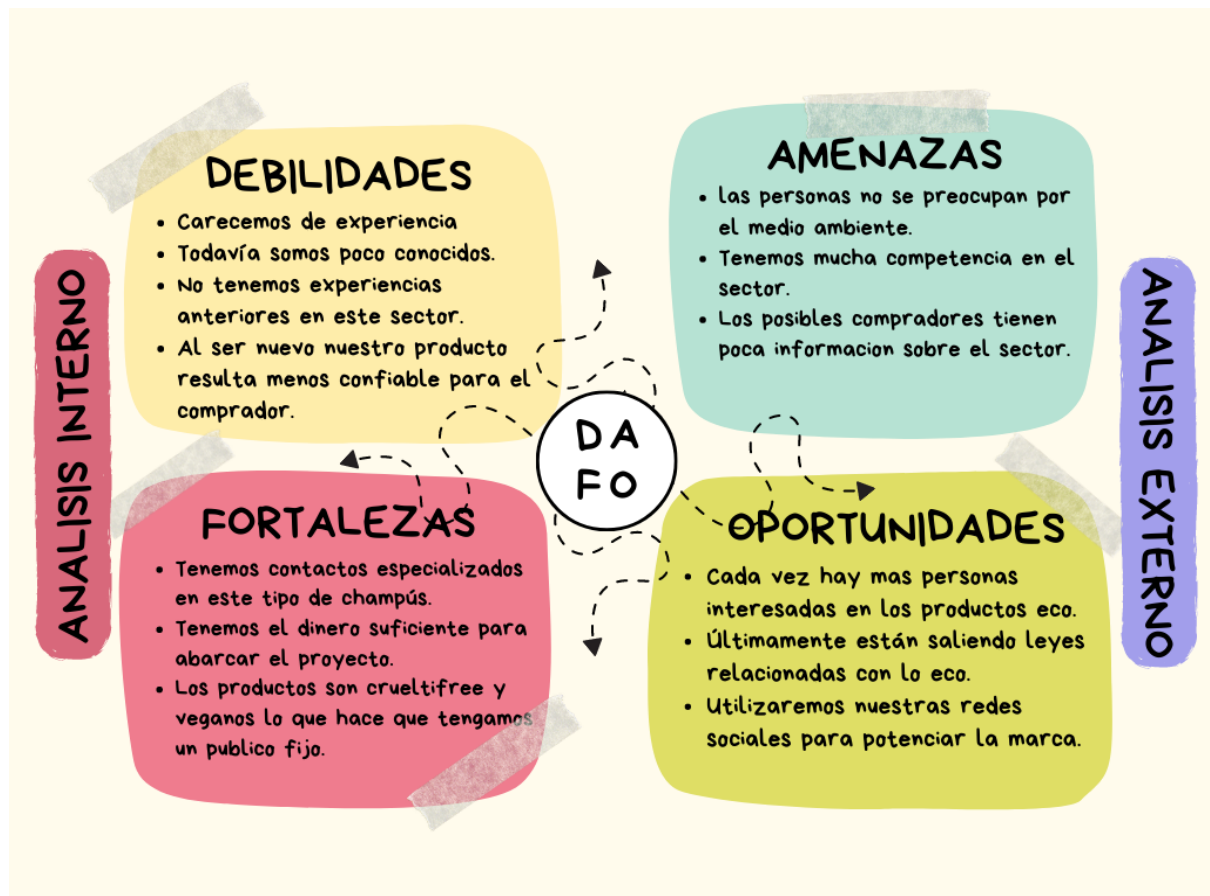 ANALISIS INTERNO
DEBILIDADES
• Carecemos de experiencia
• Todavía somos poco conocidos.
• No tenemos experiencias
anteriores en este sector.
• Al ser nuevo nuestro producto
resulta menos confiable para el
comprador.
AMENAZAS
• las personas no se preocupan por
el medio ambiente.
• Tenemos mucha competencia en el
sector.
• Los posibles compradores tienen
poca informacion sobre el sector.
ANALISIS EXTERNO
DA
FO
FORTALEZAS
• Tenemos contactos especializados
en este tipo de champús.
• Tenemos el dinero suficiente para
abarcar el proyecto.
• Los productos son crueltifree y
veganos lo que hace que tengamos
un publico fijo.
OPORTUNIDADES
• Cada vez hay mas personas
interesadas en los productos eco.
• Últimamente están saliendo leyes
relacionadas con lo eco.
• Utilizaremos nuestras redes
sociales para potenciar la marca.